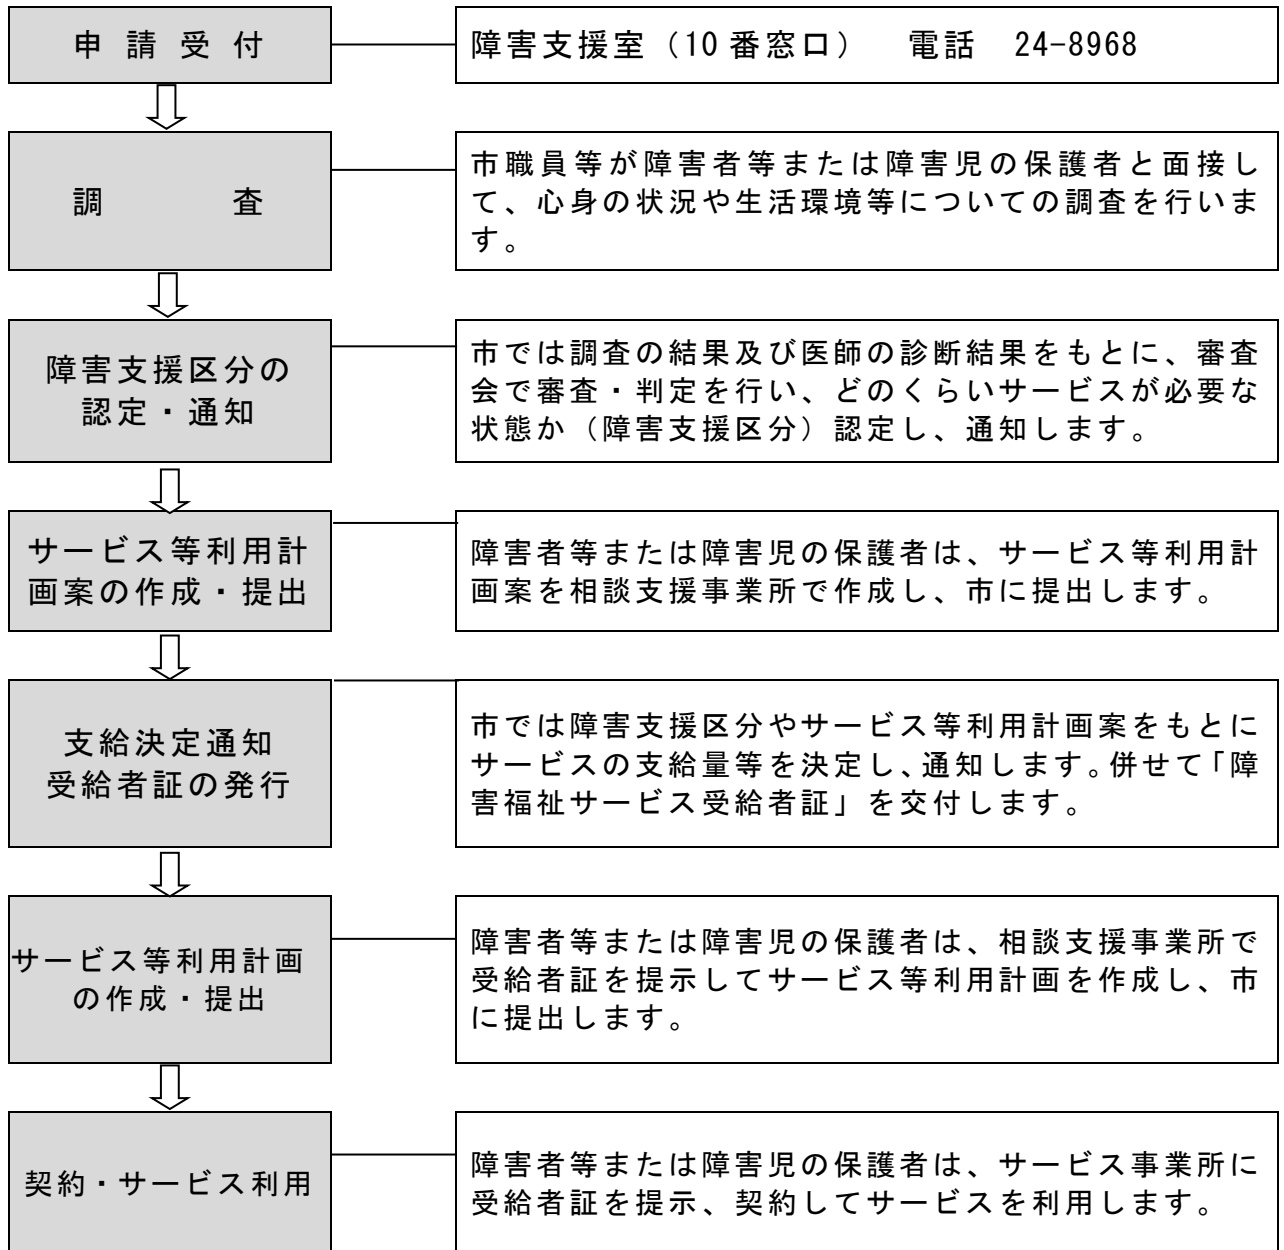 申請受付
障害支援室（10番窓口）　電話　24-8968
調　査
市職員等が障害者等または障害児の保護者と面接し
て、心身の状況や生活環境等についての調査を行いま
す。
障害支援区分の
認定・通知
市では調査の結果及び医師の診断結果をもとに、審査
会で審査・判定を行い、どのくらいサービスが必要な
状態か（障害支援区分）認定し、通知します。
サービス等利用計
画案の作成・提出
障害者等または障害児の保護者は、サービス等利用計
画案を相談支援事業所で作成し、市に提出します。
支給決定通知
受給者証の発行
市では障害支援区分やサービス等利用計画案をもとに
サービスの支給量等を決定し、通知します。併せて「障
害福祉サービス受給者証」を交付します。
サービス等利用計画
の作成・提出
障害者等または障害児の保護者は、相談支援事業所で
受給者証を提示してサービス等利用計画を作成し、市
に提出します。
契約・サービス利用
障害者等または障害児の保護者は、サービス事業所に
受給者証を提示、契約してサービスを利用します。